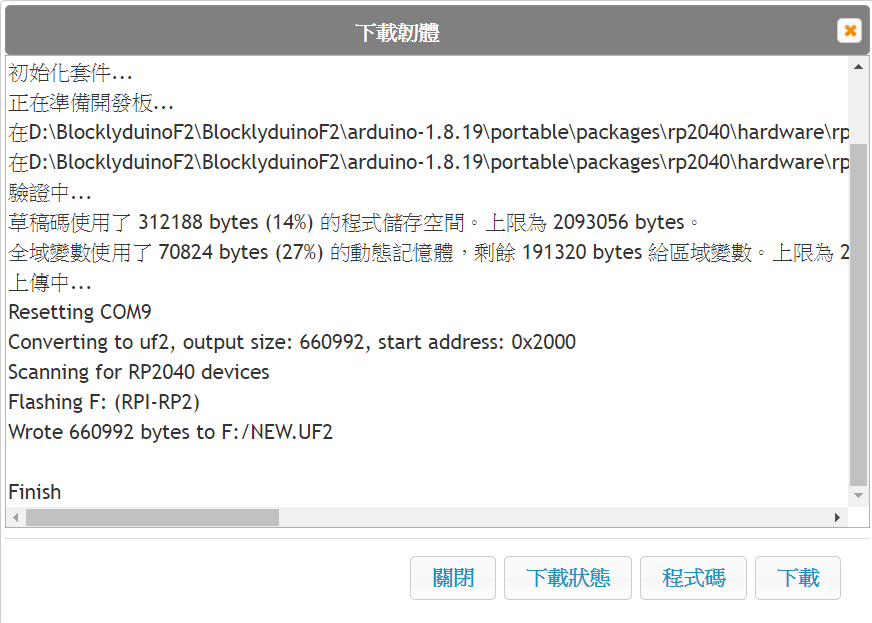 下載韌體
初始化套件...
正在準備開發板...
在D:\BlocklyduinoF2\BlocklyduinoF2\arduino-1.8.19\portable\packages\rp2040\hardware\rp
在D:\BlocklyduinoF2\BlocklyduinoF2\arduino-1.8.19\portable\packages\rp2040\hardware\rp
驗證中...
草稿碼使用了 312188 bytes (14%) 的程式儲存空間。上限為 2093056 bytes。
全域變數使用了 70824 bytes (27%) 的動態記憶體，剩餘 191320 bytes 給區域變數。上限為 2
上傳中...
Resetting COM9
Converting to uf2, output size: 660992, start address: 0x2000
Scanning for RP2040 devices
Flashing F: (RPI-RP2)
Wrote 660992 bytes to F:/NEW.UF2
Finish
關閉 下載狀態 程式碼 下載